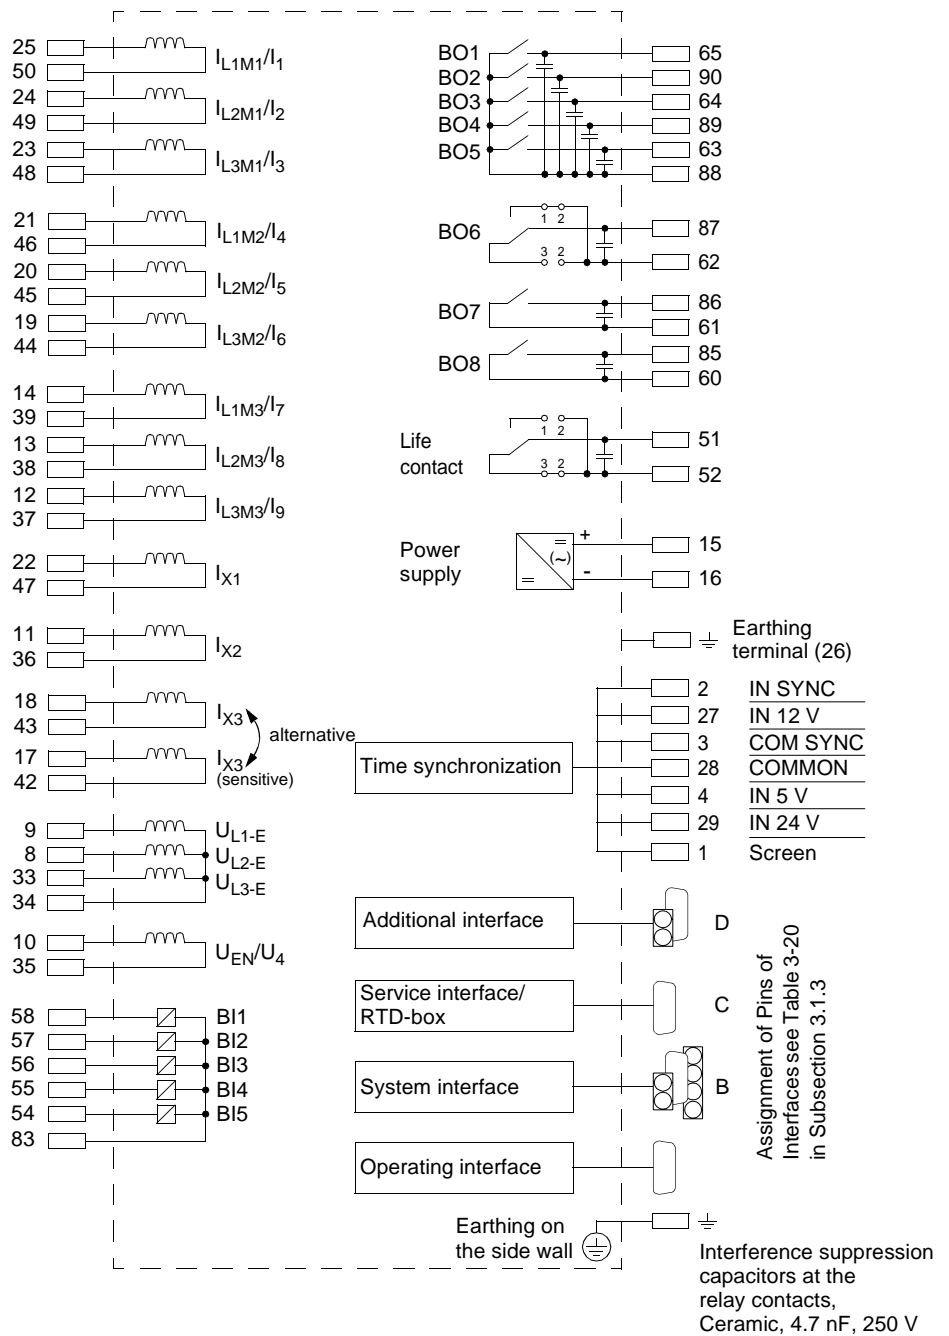 25
50
I L1M1/I1
24
49
I L2M1/I2
23
48
I L3M1/I3
21
46
I L1M2/I4
20
45
I L2M2/I5
19
44
I L3M2/I6
14
39
I L1M3/I7
13
38
I L2M3/I8
12
37
I L3M3/I9
22
47
IX1
11
36
IX2
18
43
IX3
alternative
17
42
IX3
(sensitive)
9
UL1-E
8
UL2-E
33
UL3-E
34
10
35
UEN/U4
58
BI1
57
BI2
56
BI3
55
BI4
54
BI5
83
BO1
65
BO2
90
BO3
64
BO4
89
BO5
63
88
BO6
1 2
3 2
87
62
BO7
86
61
BO8
85
60
Life
contact
1 2
3 2
51
52
Power
supply
=
(~)
=
+
-
15
16
Earthing
terminal (26)
Time synchronization
2 IN SYNC
27 IN 12 V
3 COM SYNC
28 COMMON
4 IN 5 V
29 IN 24 V
1 Screen
Additional interface
D
Service interface/
RTD-box
C
System interface
B
Operating interface
Assignment of Pins of
Interfaces see Table 3-20
in Subsection 3.1.3
Earthing on
the side wall
Interference suppression
capacitors at the
relay contacts,
Ceramic, 4.7 nF, 250 V